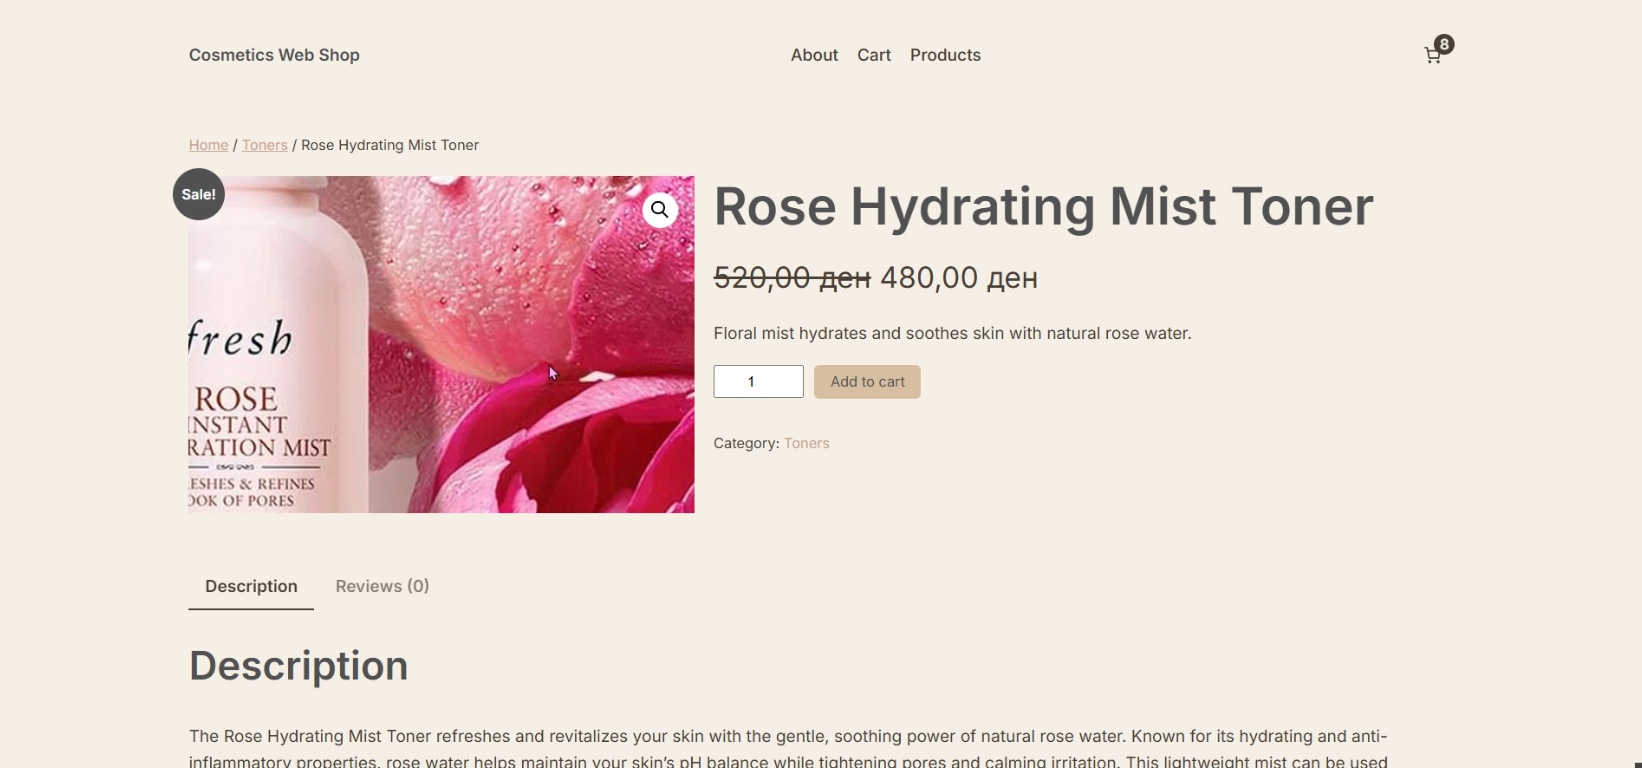 Cosmetics Web Shop
About Cart Products
8
Home / Toners / Rose Hydrating Mist Toner
Sale!
fresh
ROSE
INSTANT
RATION MIST
ESHES & REFINES
OOK OF PORES
Rose Hydrating Mist Toner
520,00 ден 480,00 ден
Floral mist hydrates and soothes skin with natural rose water.
1 Add to cart
Category: Toners
Description Reviews (0)
Description
The Rose Hydrating Mist Toner refreshes and revitalizes your skin with the gentle, soothing power of natural rose water. Known for its hydrating and anti-
inflammatory properties, rose water helps maintain your skin’s pH balance while tightening pores and calming irritation. This lightweight mist can be used